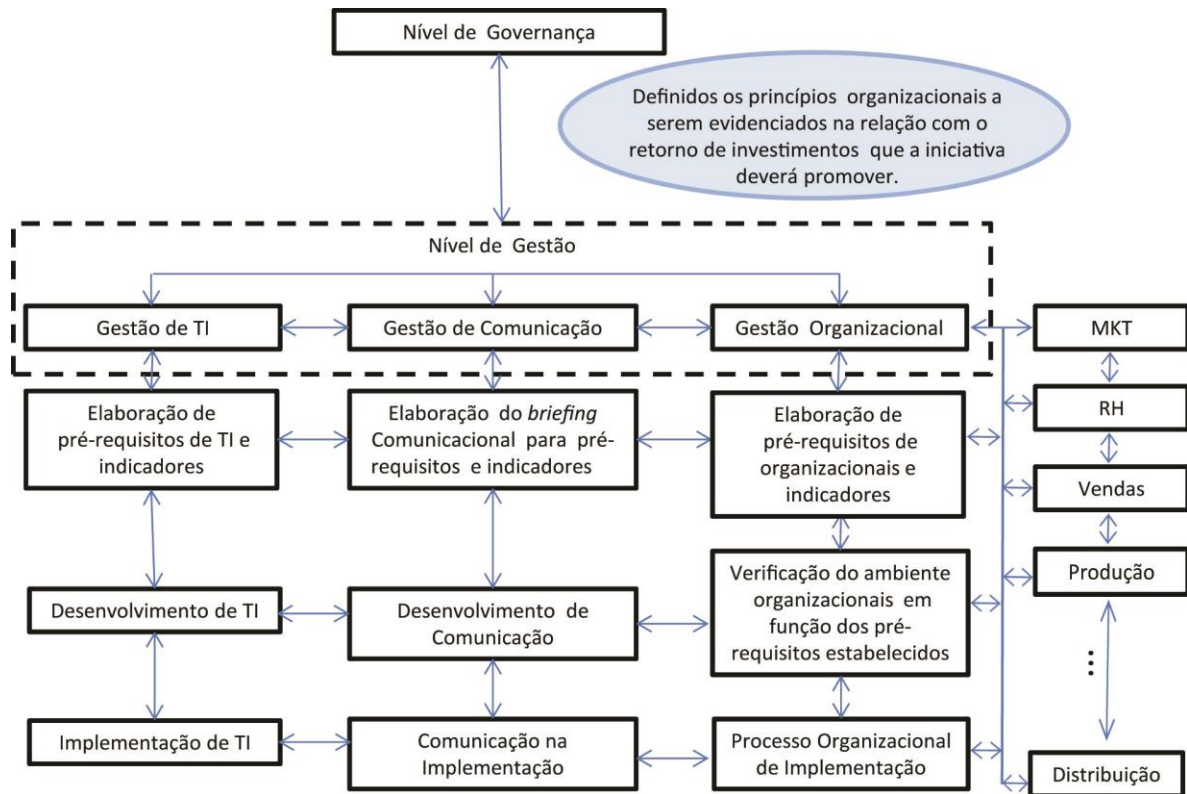 Nível de Governança
Definidos os princípios organizacionais a
serem evidenciados na relação com o
retorno de investimentos que a iniciativa
deverá promover.
Nível de Gestão
Gestão de TI
Gestão de Comunicação
Gestão Organizacional
MKT
Elaboração de
pré-requisitos de TI e
indicadores
Elaboração do briefing
Comunicacional para pré-
requisitos e indicadores
Elaboração de
pré-requisitos de
organizacionais e
indicadores
RH
Vendas
Desenvolvimento de TI
Desenvolvimento de
Comunicação
Verificação do ambiente
organizacionais em
função dos pré-
requisitos estabelecidos
Produção
...
Implementação de TI
Comunicação na
Implementação
Processo Organizacional
de Implementação
Distribuição